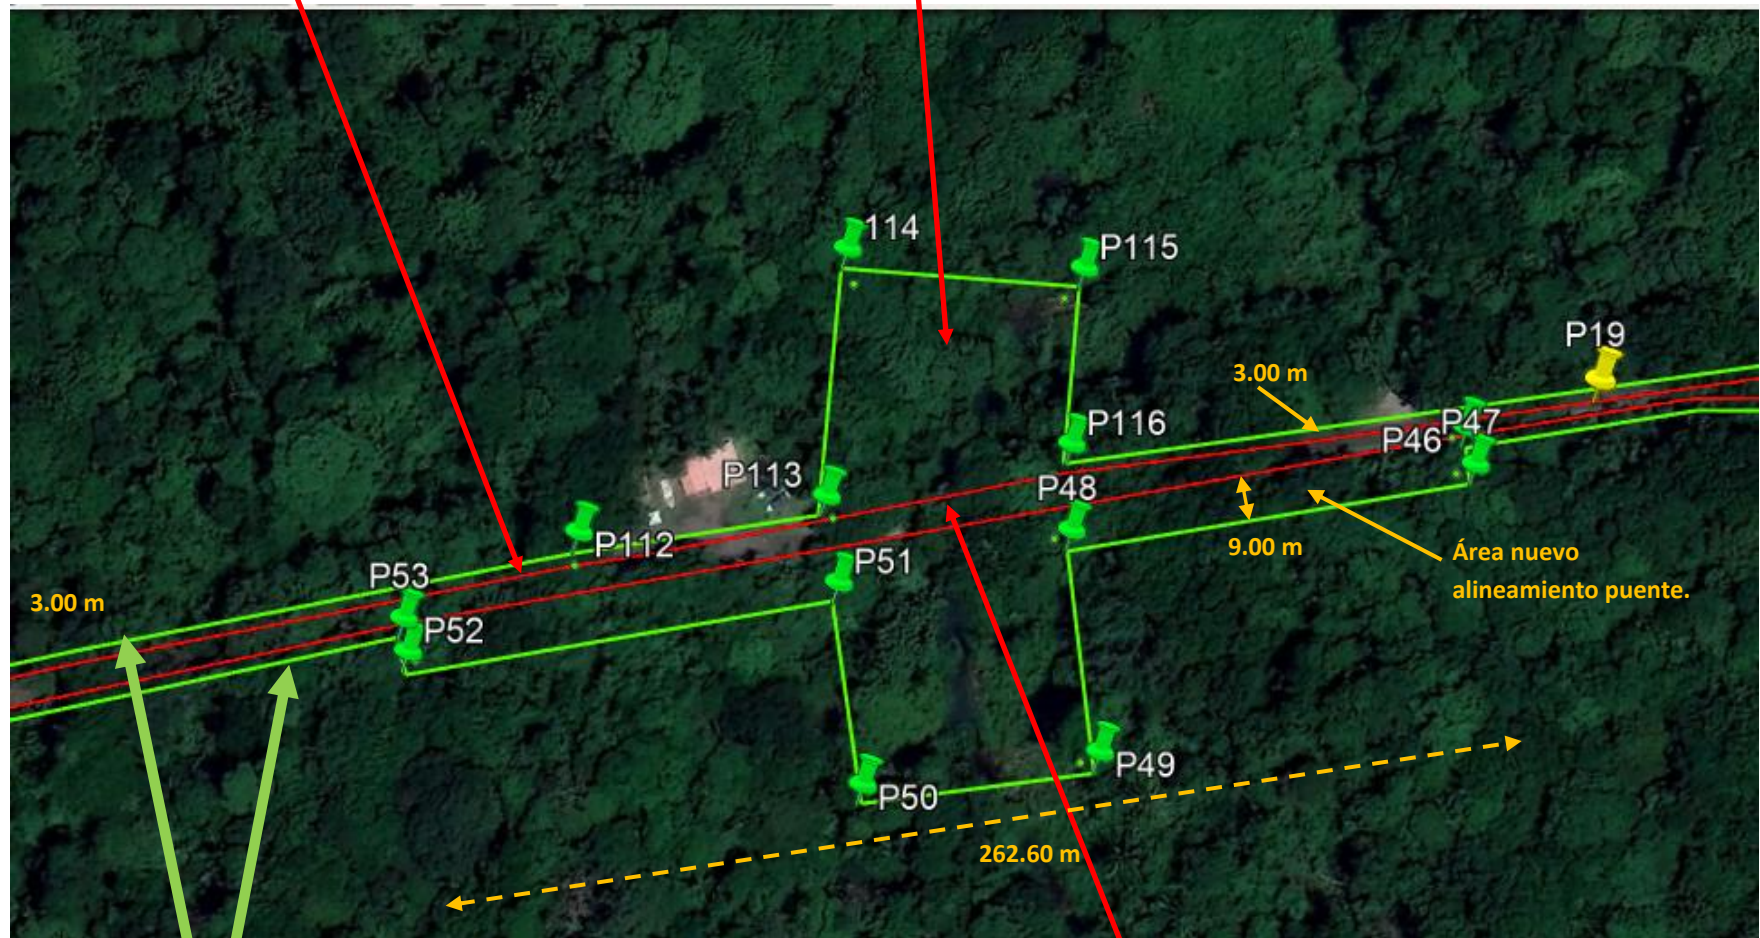 114
P115
P19
3.00 m
P116
P47
P46
P113
P48
P112
P51
9.00 m
Área nuevo
alineamiento puente.
P53
3.00 m
P52
P49
P50
262.60 m